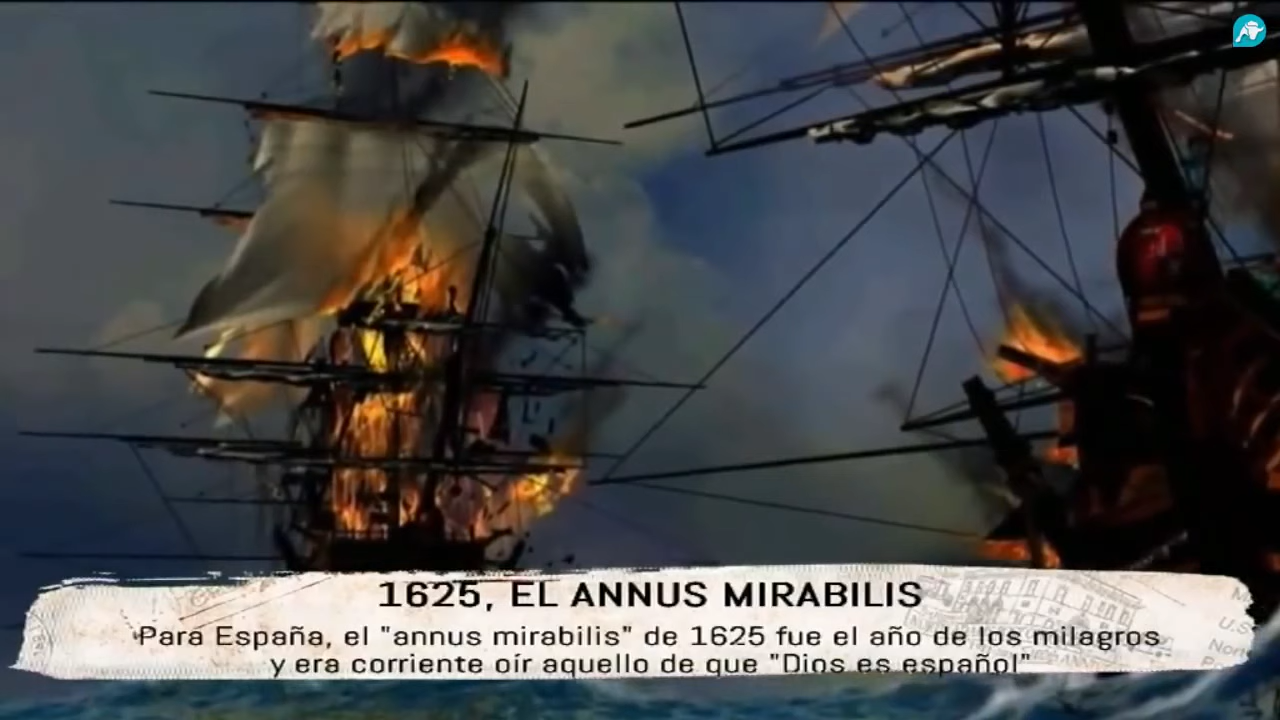 1625, EL ANNUS MIRABILIS
Para España, el "annus mirabilis" de 1625 fue el año de los milagros
y era corriente oír aquello de que "Dios es español"